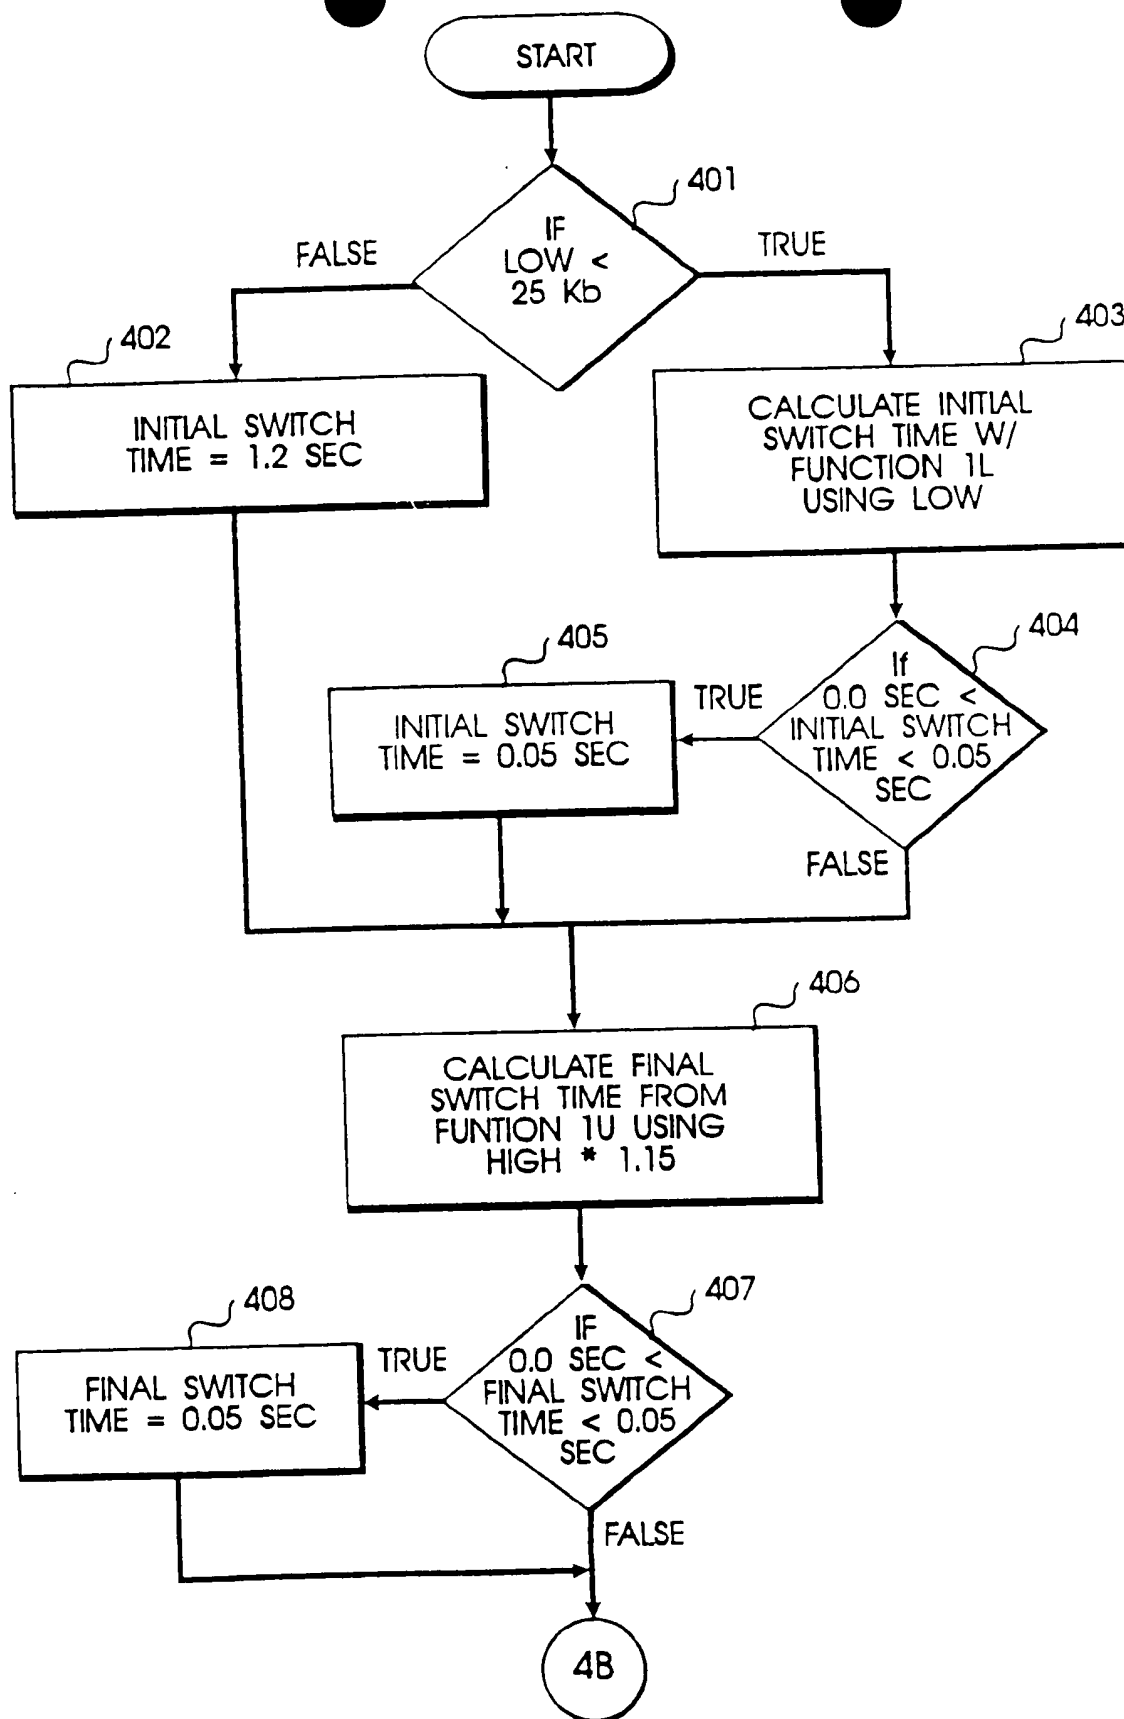 START
401
IF
LOW <
25 Kb
FALSE
TRUE
402
403
INITIAL SWITCH
TIME = 1.2 SEC
CALCULATE INITIAL
SWITCH TIME W/
FUNCTION 1L
USING LOW
404
405
If
0.0 SEC <
INITIAL SWITCH
TIME < 0.05
SEC
TRUE
INITIAL SWITCH
TIME = 0.05 SEC
FALSE
406
CALCULATE FINAL
SWITCH TIME FROM
FUNTION 1U USING
HIGH * 1.15
407
408
IF
0.0 SEC <
FINAL SWITCH
TIME < 0.05
SEC
TRUE
FINAL SWITCH
TIME = 0.05 SEC
FALSE
4B